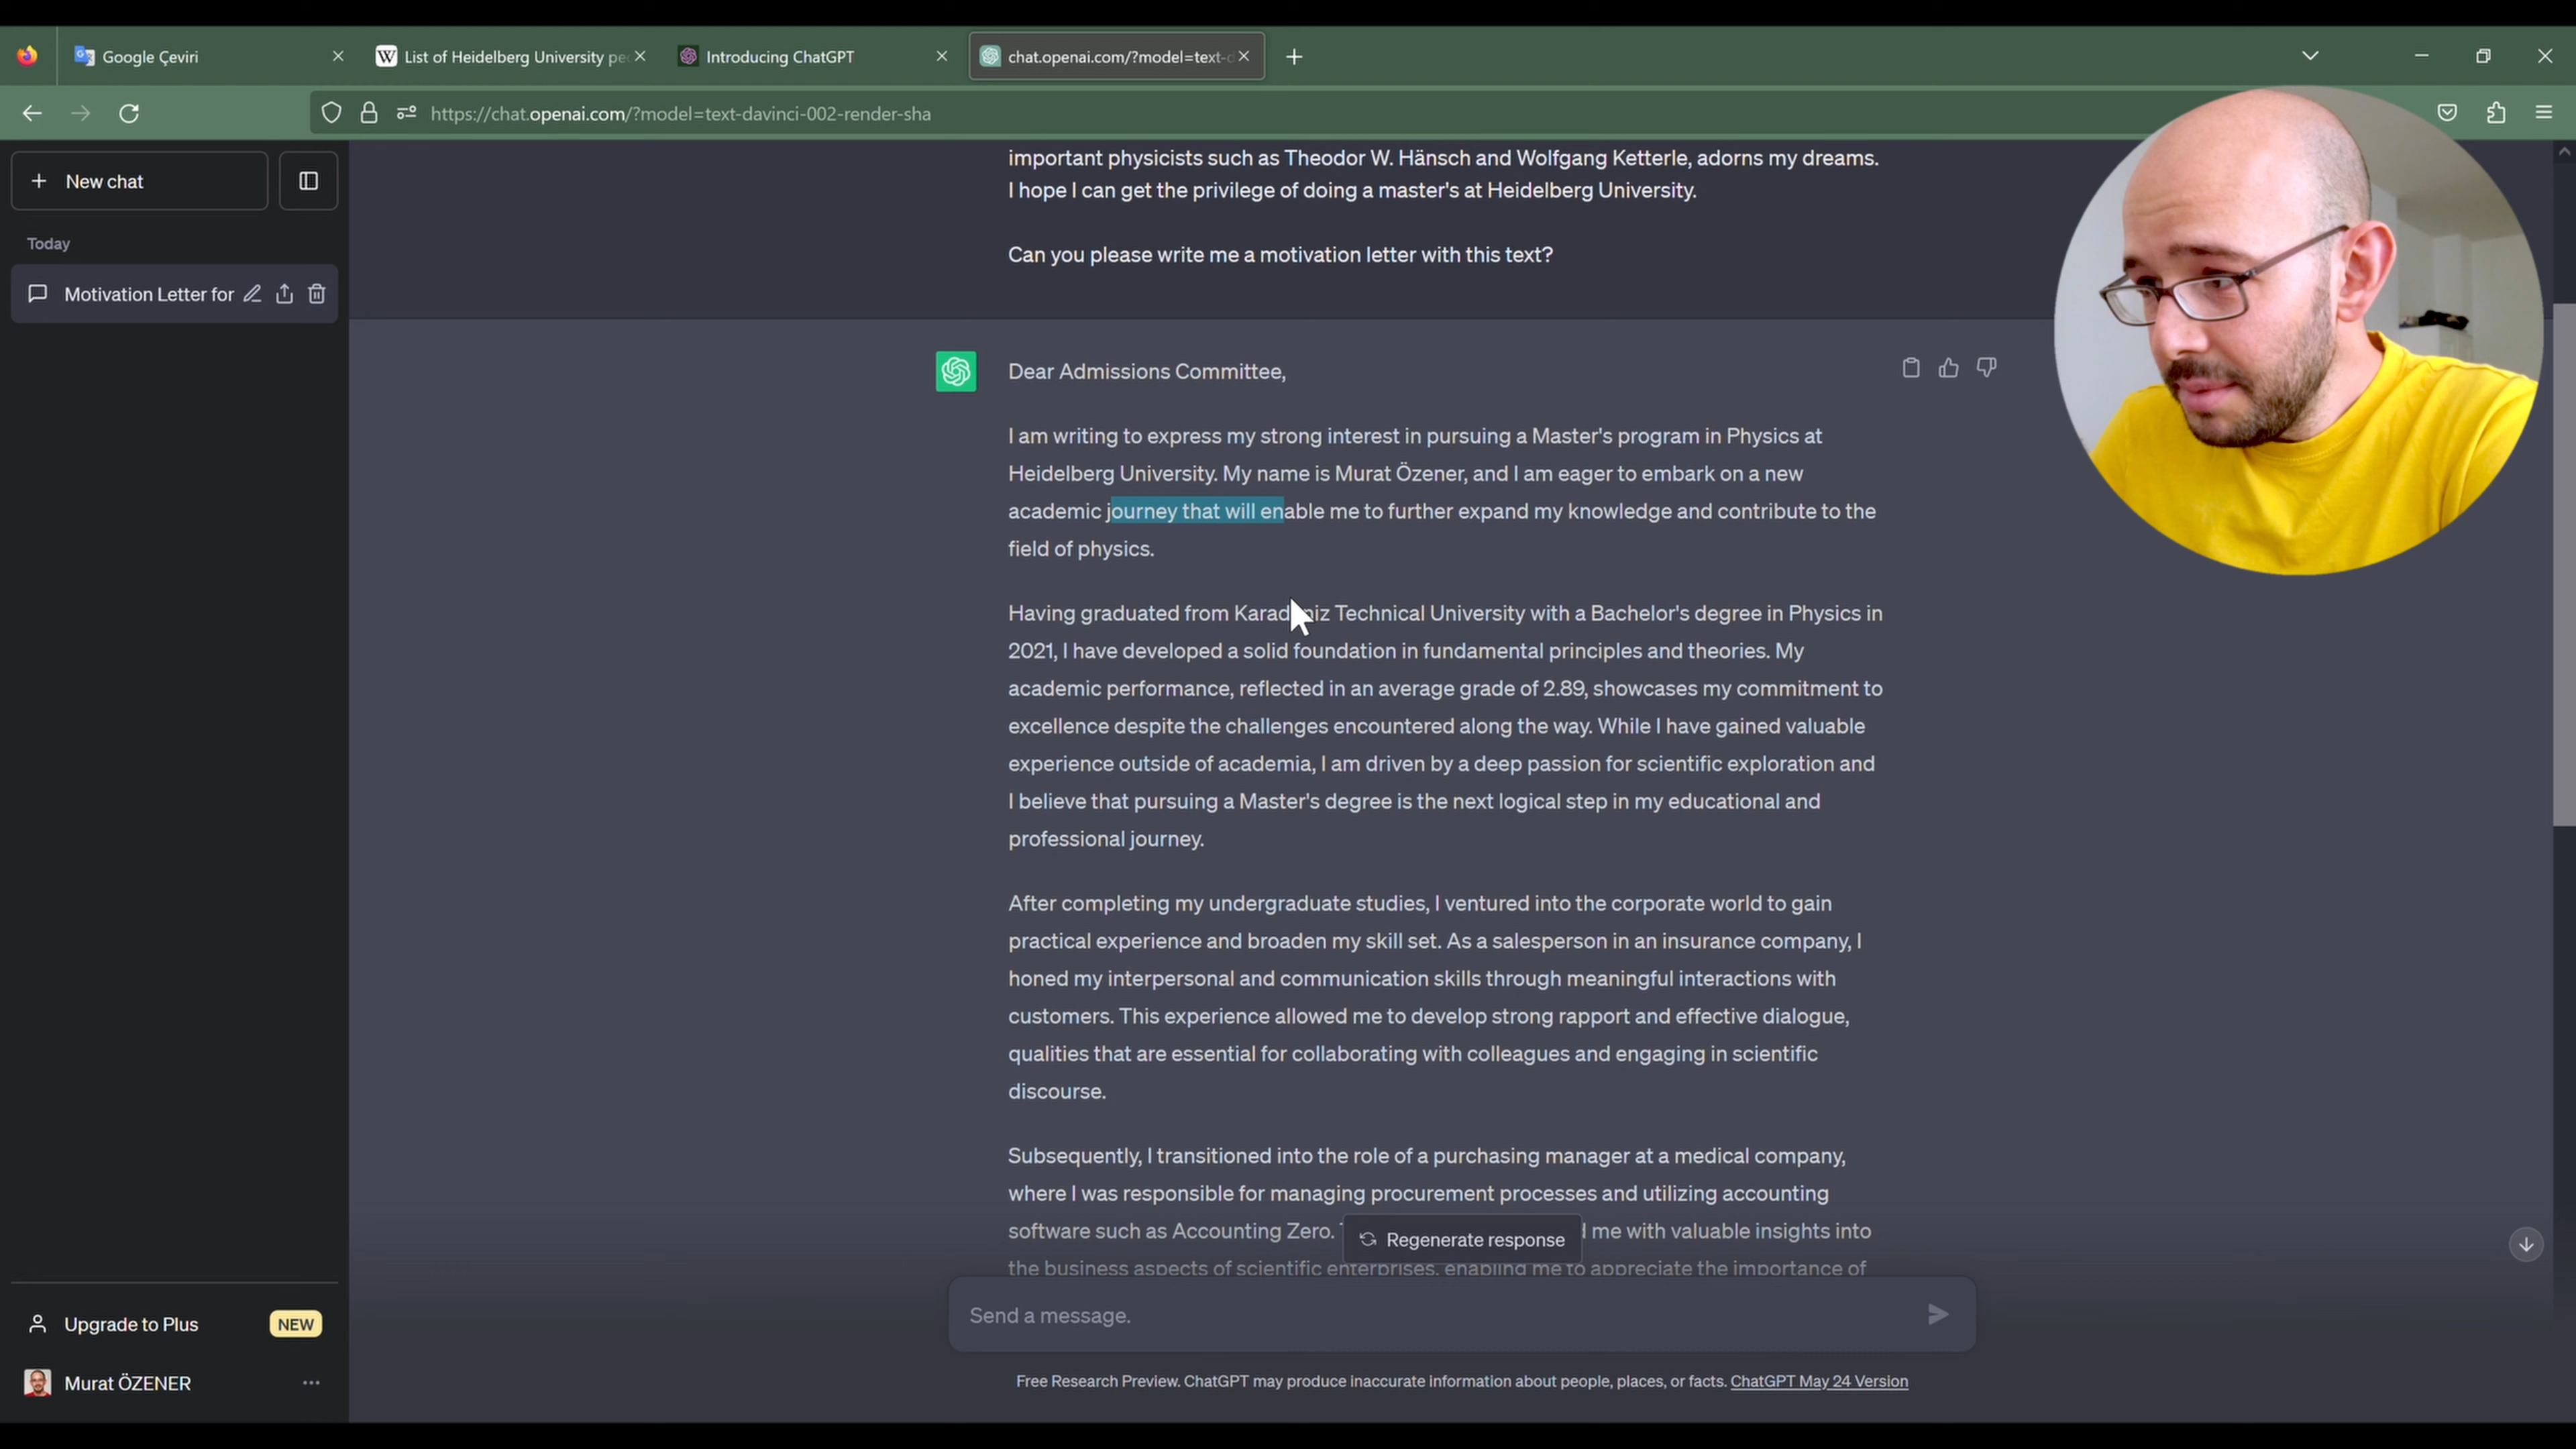 Google Çeviri
List of Heidelberg University pe
Introducing ChatGPT
chat.openai.com/?model=text-d
https://chat.openai.com/?model=text-davinci-002-render-sha
New chat
Today
Motivation Letter for
important physicists such as Theodor W. Hänsch and Wolfgang Ketterle, adorns my dreams.
I hope I can get the privilege of doing a master's at Heidelberg University.
Can you please write me a motivation letter with this text?
Dear Admissions Committee,
I am writing to express my strong interest in pursuing a Master's program in Physics at
Heidelberg University. My name is Murat Özener, and I am eager to embark on a new
academic journey that will enable me to further expand my knowledge and contribute to the
field of physics.
Having graduated from Karadeniz Technical University with a Bachelor's degree in Physics in
2021, I have developed a solid foundation in fundamental principles and theories. My
academic performance, reflected in an average grade of 2.89, showcases my commitment to
excellence despite the challenges encountered along the way. While I have gained valuable
experience outside of academia, I am driven by a deep passion for scientific exploration and
I believe that pursuing a Master's degree is the next logical step in my educational and
professional journey.
After completing my undergraduate studies, I ventured into the corporate world to gain
practical experience and broaden my skill set. As a salesperson in an insurance company, I
honed my interpersonal and communication skills through meaningful interactions with
customers. This experience allowed me to develop strong rapport and effective dialogue,
qualities that are essential for collaborating with colleagues and engaging in scientific
discourse.
Subsequently, I transitioned into the role of a purchasing manager at a medical company,
where I was responsible for managing procurement processes and utilizing accounting
software such as Accounting Zero. me with valuable insights into
Regenerate response
the business aspects of scientific enterprises, enabling me to appreciate the importance of
Send a message.
Free Research Preview. ChatGPT may produce inaccurate information about people, places, or facts. ChatGPT May 24 Version
Upgrade to Plus
NEW
Murat ÖZENER